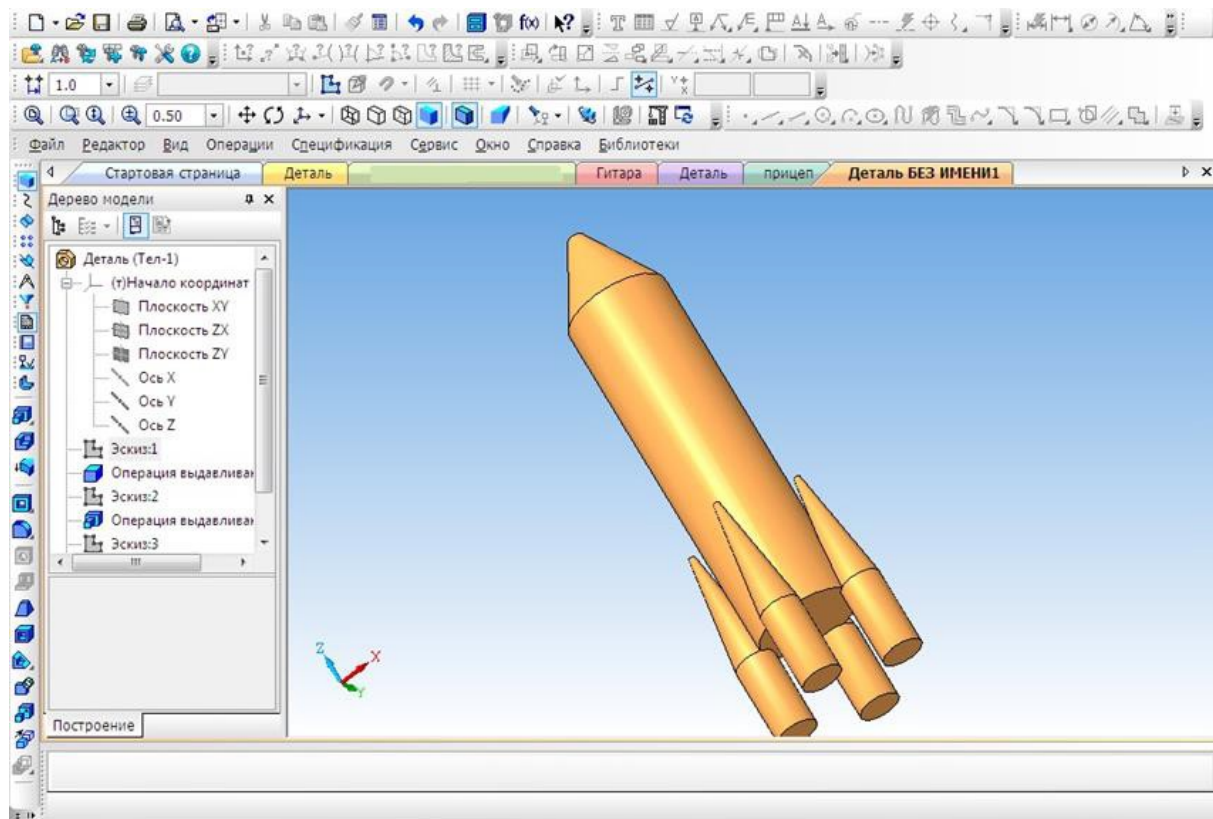 f(x)
1.0
0.50
Файл Редактор Вид Операции Спецификация Сервис Окно Справка Библиотеки
Стартовая страница Деталь Гитара Деталь прицеп Деталь БЕЗ ИМЕНИ1
Дерево модели
Деталь (Тел-1)
(т)Начало координат
Плоскость XY
Плоскость ZX
Плоскость ZY
Ось X
Ось Y
Ось Z
Эскиз:1
Операция выдавливан
Эскиз:2
Операция выдавливан
Эскиз:3
Z
X
Y
Построение